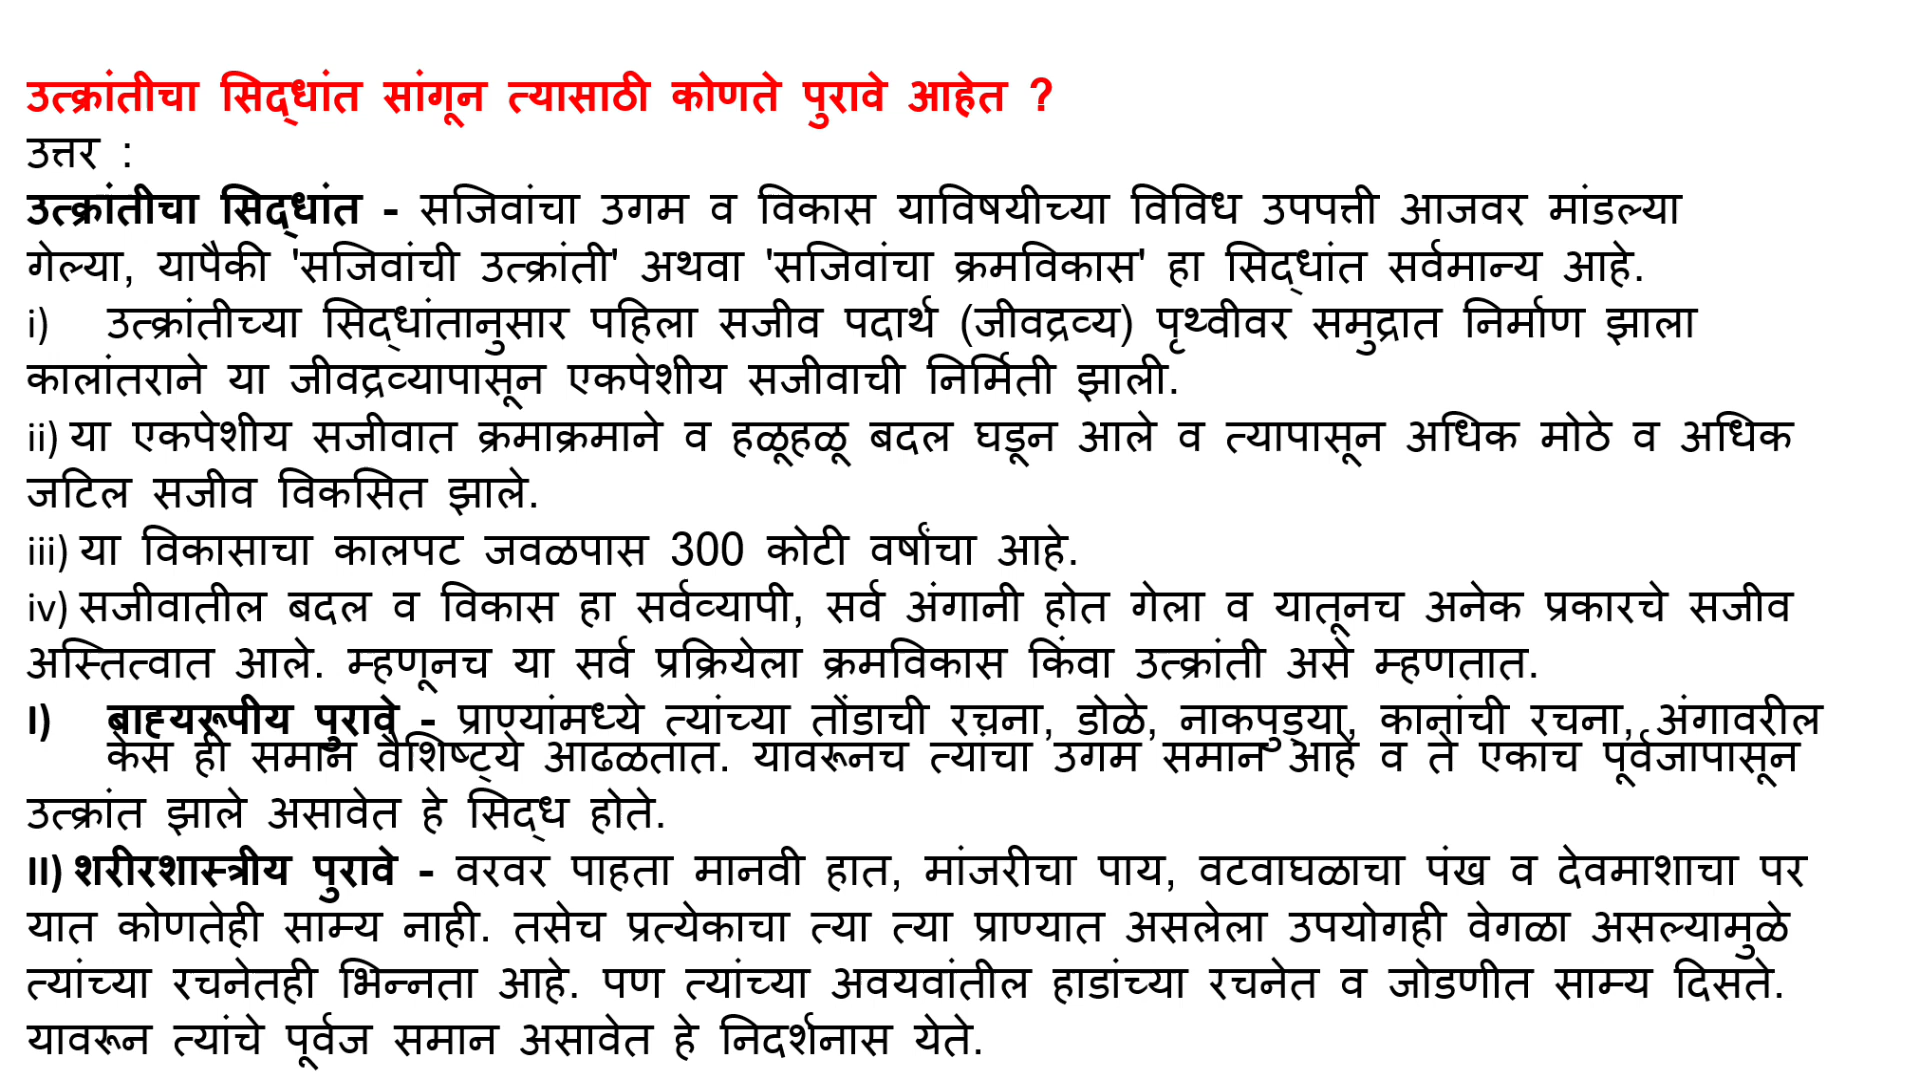 उत्क्रांतीचा सिद्धांत सांगून त्यासाठी कोणते पुरावे आहेत ?
उत्तर :
उत्क्रांतीचा सिद्धांत - सजिवांचा उगम व विकास याविषयीच्या विविध उपपत्ती आजवर मांडल्या
गेल्या, यापैकी 'सजिवांची उत्क्रांती' अथवा 'सजिवांचा क्रमविकास' हा सिद्धांत सर्वमान्य आहे.
i) उत्क्रांतीच्या सिद्धांतानुसार पहिला सजीव पदार्थ (जीवद्रव्य) पृथ्वीवर समुद्रात निर्माण झाला
कालांतराने या जीवद्रव्यापासून एकपेशीय सजीवाची निर्मिती झाली.
ii) या एकपेशीय सजीवात क्रमाक्रमाने व हळूहळू बदल घडून आले व त्यापासून अधिक मोठे व अधिक
जटिल सजीव विकसित झाले.
iii) या विकासाचा कालपट जवळपास 300 कोटी वर्षांचा आहे.
iv) सजीवातील बदल व विकास हा सर्वव्यापी, सर्व अंगानी होत गेला व यातूनच अनेक प्रकारचे सजीव
अस्तित्वात आले. म्हणूनच या सर्व प्रक्रियेला क्रमविकास किंवा उत्क्रांती असे म्हणतात.
I) बाह्यरूपीय पुरावे - प्राण्यांमध्ये त्यांच्या तोंडाची रचना, डोळे, नाकपुड्या, कानांची रचना, अंगावरील
केस ही समान वैशिष्ट्ये आढळतात. यावरूनच त्यांचा उगम समान आहे व ते एकाच पूर्वजापासून
उत्क्रांत झाले असावेत हे सिद्ध होते.
II) शरीरशास्त्रीय पुरावे - वरवर पाहता मानवी हात, मांजरीचा पाय, वटवाघळाचा पंख व देवमाशाचा पर
यात कोणतेही साम्य नाही. तसेच प्रत्येकाचा त्या त्या प्राण्यात असलेला उपयोगही वेगळा असल्यामुळे
त्यांच्या रचनेतही भिन्नता आहे. पण त्यांच्या अवयवांतील हाडांच्या रचनेत व जोडणीत साम्य दिसते.
यावरून त्यांचे पूर्वज समान असावेत हे निदर्शनास येते.